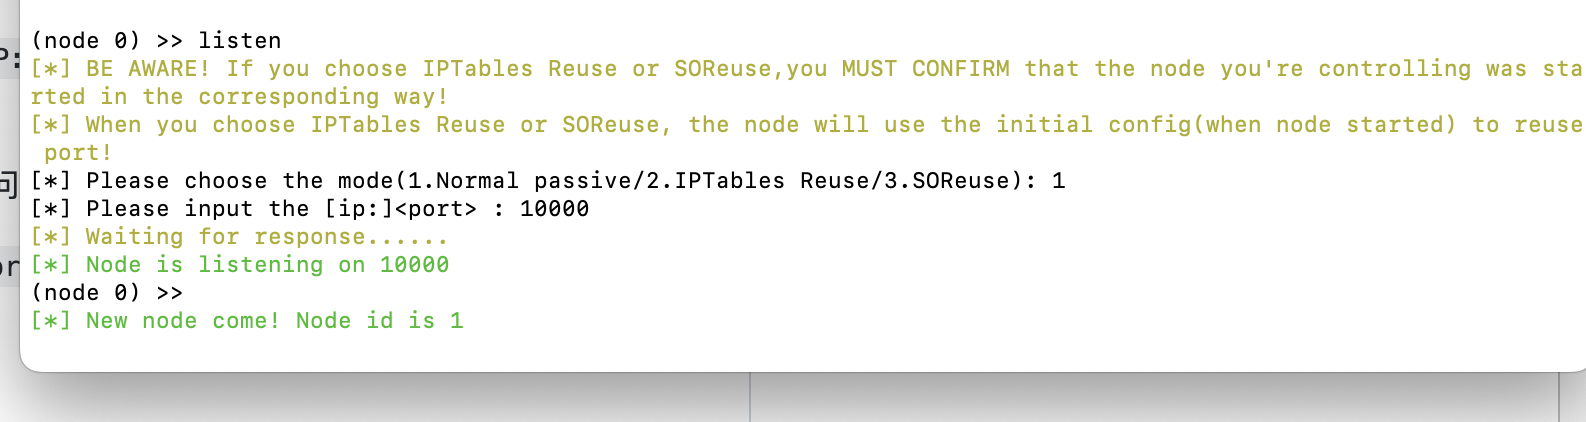 (node 0) >> listen
[*] BE AWARE! If you choose IPTables Reuse or SOReuse,you MUST CONFIRM that the node you're controlling was sta
rted in the corresponding way!
[*] When you choose IPTables Reuse or SOReuse, the node will use the initial config(when node started) to reuse
port!
[*] Please choose the mode(1.Normal passive/2.IPTables Reuse/3.SOReuse): 1
[*] Please input the [ip:]<port> : 10000
[*] Waiting for response......
[*] Node is listening on 10000
(node 0) >>
[*] New node come! Node id is 1